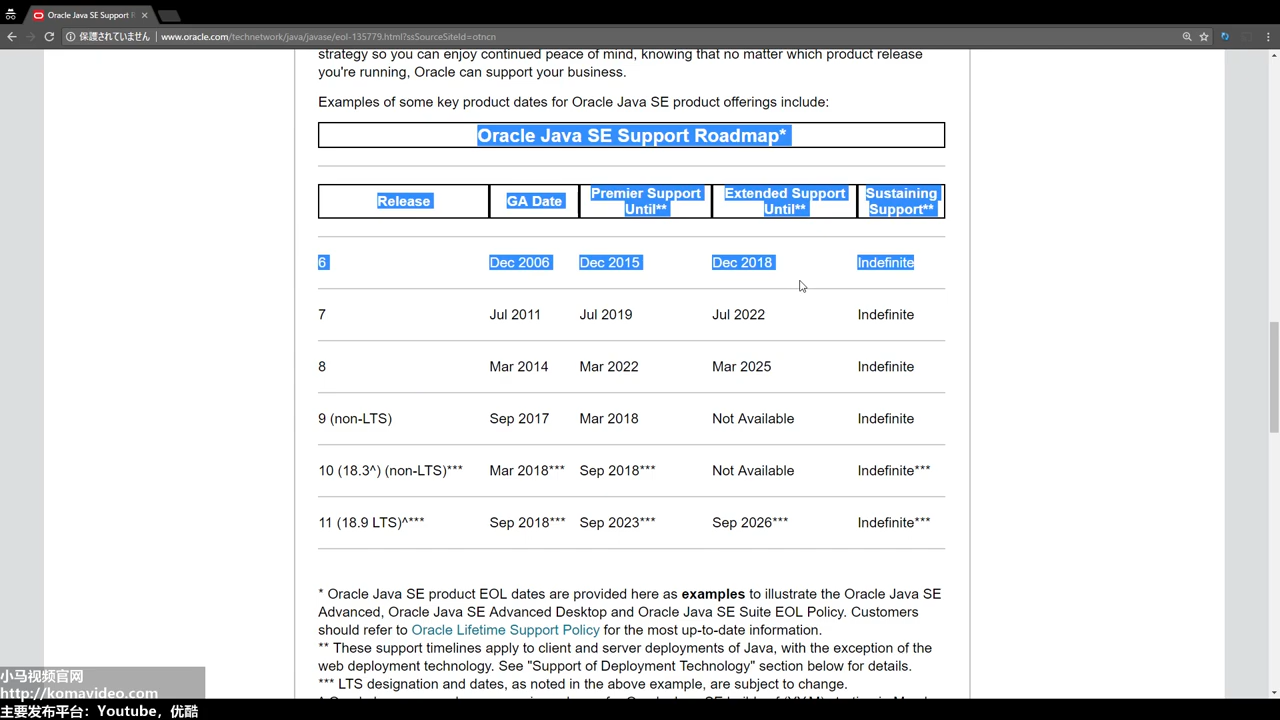 Oracle Java SE Support R
保護されていません | www.oracle.com/technetwork/java/javase/eol-135779.html?ssSourceSiteId=otncn
strategy so you can enjoy continued peace of mind, knowing that no matter which product release
you're running, Oracle can support your business.
Examples of some key product dates for Oracle Java SE product offerings include:
Oracle Java SE Support Roadmap*
Release GA Date Premier Support Until** Extended Support Until** Sustaining Support**
6 Dec 2006 Dec 2015 Dec 2018 Indefinite
7 Jul 2011 Jul 2019 Jul 2022 Indefinite
8 Mar 2014 Mar 2022 Mar 2025 Indefinite
9 (non-LTS) Sep 2017 Mar 2018 Not Available Indefinite
10 (18.3^) (non-LTS)*** Mar 2018*** Sep 2018*** Not Available Indefinite***
11 (18.9 LTS)^*** Sep 2018*** Sep 2023*** Sep 2026*** Indefinite***
* Oracle Java SE product EOL dates are provided here as examples to illustrate the Oracle Java SE
Advanced, Oracle Java SE Advanced Desktop and Oracle Java SE Suite EOL Policy. Customers
should refer to Oracle Lifetime Support Policy for the most up-to-date information.
** These support timelines apply to client and server deployments of Java, with the exception of the
web deployment technology. See "Support of Deployment Technology" section below for details.
*** LTS designation and dates, as noted in the above example, are subject to change.
小马视频官网
http://komavideo.com
主要发布平台：Youtube，优酷